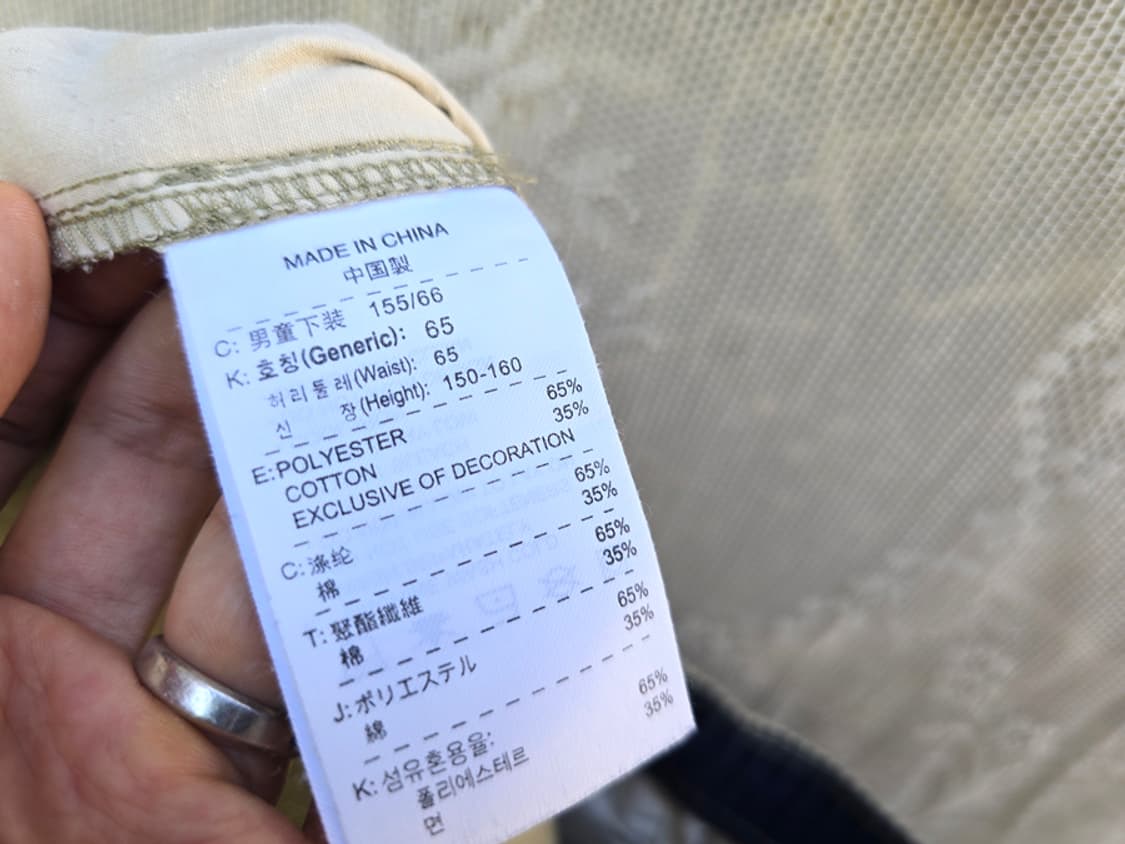 MADE IN CHINA
中国製
C: 男童下装 155/66
K: 호칭(Generic): 65
허리둘레(Waist): 65
신 장(Height): 150-160
E:POLYESTER 65%
COTTON 35%
EXCLUSIVE OF DECORATION
C: 涤纶 65%
棉 35%
T: 聚酯纖維 65%
棉 35%
J: ポリエステル 65%
綿 35%
K: 섬유혼용율:
폴리에스테르 65%
면 35%